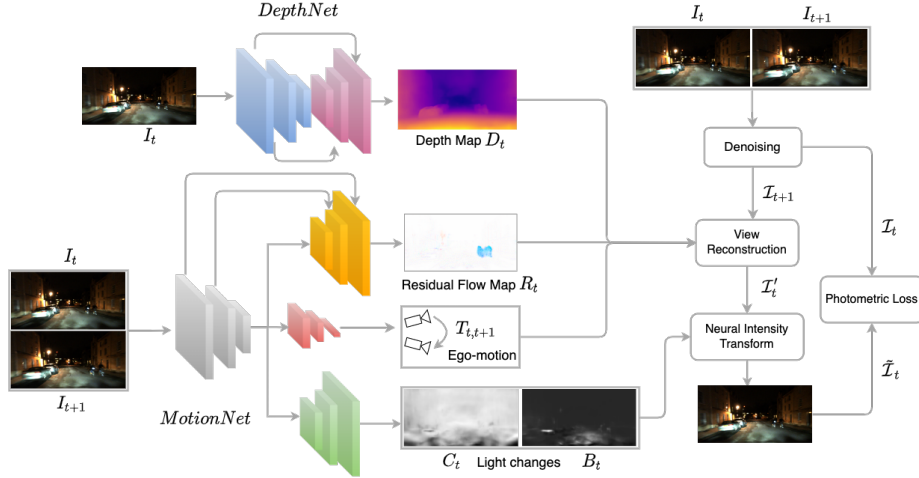 DepthNet
I_t
Depth Map D_t
I_t
I_{t+1}
MotionNet
Residual Flow Map R_t
T_{t,t+1}
Ego-motion
C_t Light changes B_t
I_t I_{t+1}
Denoising
ℐ_{t+1}
ℐ_t
View
Reconstruction
ℐ_t'
Photometric Loss
Neural Intensity
Transform
ℐ̃_t